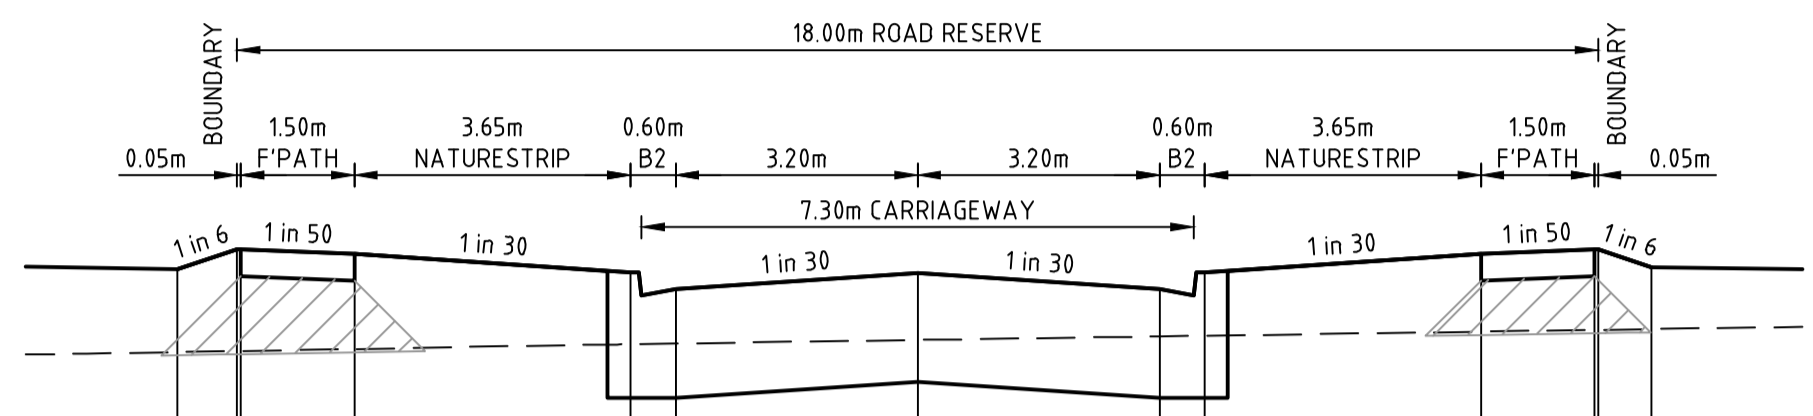 18.00m ROAD RESERVE
BOUNDARY
BOUNDARY
0.05m
1.50m
F'PATH
3.65m
NATURESTRIP
0.60m
B2
3.20m
3.20m
0.60m
B2
3.65m
NATURESTRIP
1.50m
F'PATH
0.05m
7.30m CARRIAGEWAY
1 in 6
1 in 50
1 in 30
1 in 30
1 in 30
1 in 30
1 in 50
1 in 6